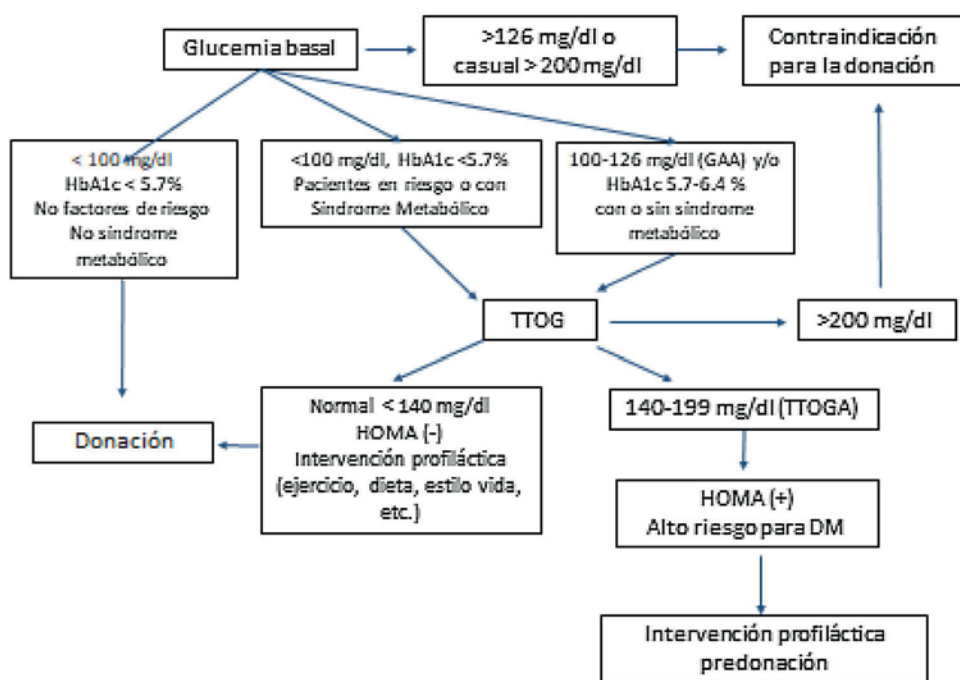 Glucemia basal
>126 mg/dl o
casual > 200 mg/dl
Contraindicación
para la donación
< 100 mg/dl
HbA1c < 5.7%
No factores de riesgo
No síndrome
metabólico
<100 mg/dl, HbA1c <5.7%
Pacientes en riesgo o con
Síndrome Metabólico
100-126 mg/dl (GAA) y/o
HbA1c 5.7-6.4 %
con o sin síndrome
metabólico
TTOG
>200 mg/dl
Donación
Normal < 140 mg/dl
HOMA (-)
Intervención profiláctica
(ejercicio, dieta, estilo vida,
etc.)
140-199 mg/dl (TTOGA)
HOMA (+)
Alto riesgo para DM
Intervención profiláctica
predonación